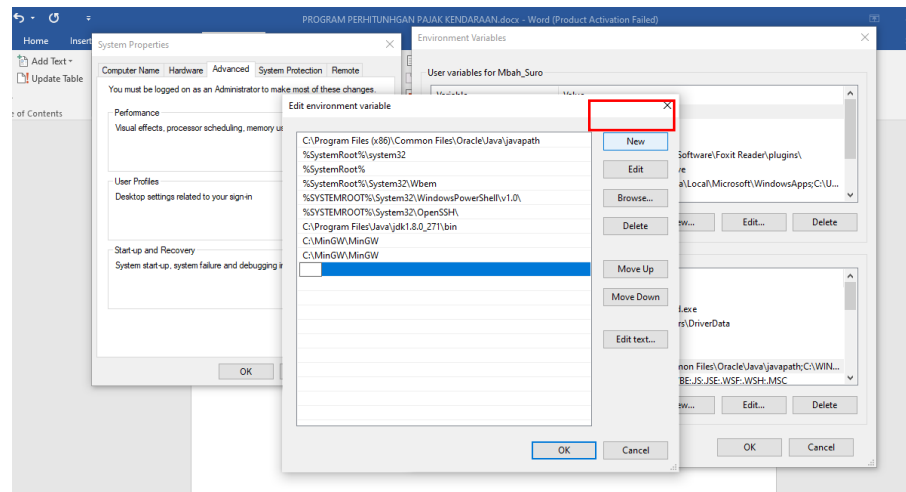 PROGRAM PERHITUNHGAN PAJAK KENDARAAN.docx - Word (Product Activation Failed)
Home Insert
Add Text
Update Table
of Contents
System Properties
Computer Name Hardware Advanced System Protection Remote
You must be logged on as an Administrator to make most of these changes.
Performance
Visual effects, processor scheduling, memory us
User Profiles
Desktop settings related to your sign-in
Start-up and Recovery
System start-up, system failure and debugging i
OK
Environment Variables
User variables for Mbah_Suro
Variable Value
Software\Foxit Reader\plugins\
ve
a\Local\Microsoft\WindowsApps;C:\U...
ew... Edit... Delete
d.exe
rs\DriverData
mon Files\Oracle\Java\javapath;C:\WIN...
BE;.JS;.JSE;.WSF;.WSH;.MSC
ew... Edit... Delete
OK Cancel
Edit environment variable
C:\Program Files (x86)\Common Files\Oracle\Java\javapath
%SystemRoot%\system32
%SystemRoot%
%SystemRoot%\System32\Wbem
%SYSTEMROOT%\System32\WindowsPowerShell\v1.0\
%SYSTEMROOT%\System32\OpenSSH\
C:\Program Files\Java\jdk1.8.0_271\bin
C:\MinGW\MinGW
C:\MinGW\MinGW
New
Edit
Browse...
Delete
Move Up
Move Down
Edit text...
OK Cancel